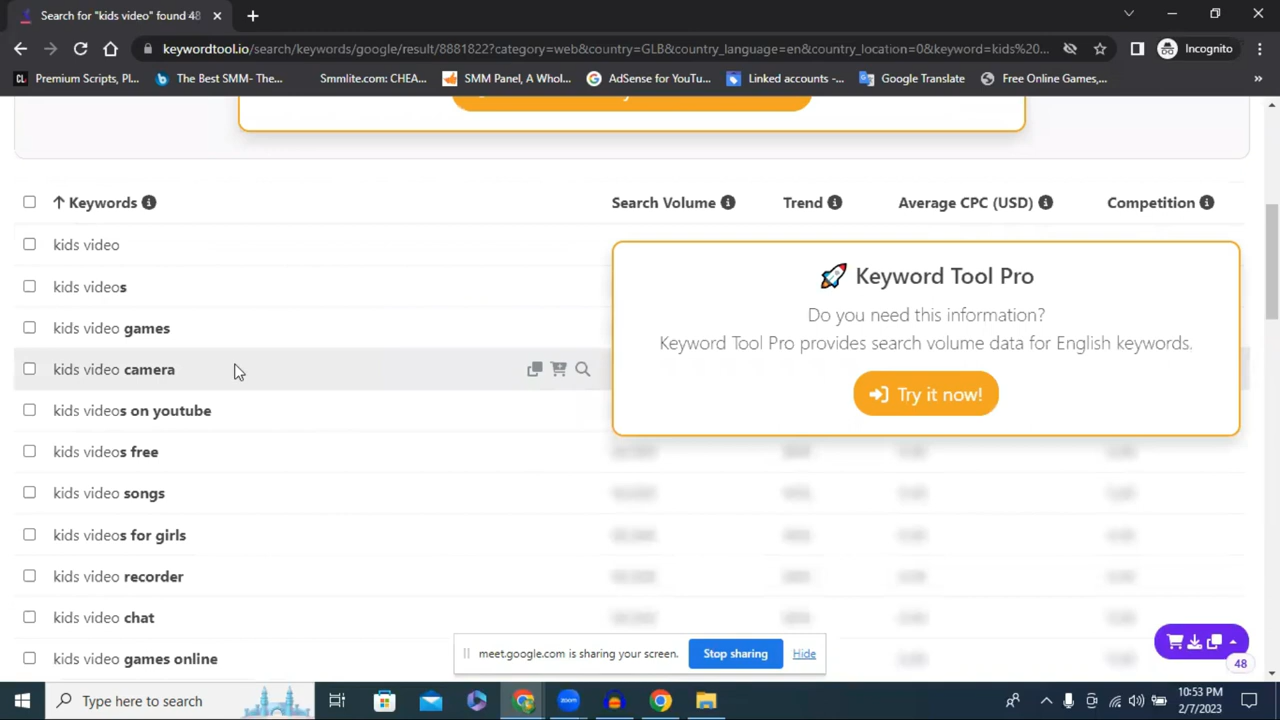 Search for "kids video" found 48
keywordtool.io/search/keywords/google/result/8881822?category=web&country=GLB&country_language=en&country_location=0&keyword=kids%20...
Incognito
Premium Scripts, Pl...
The Best SMM- The...
Smmlite.com: CHEA...
SMM Panel, A Whol...
AdSense for YouTu...
Linked accounts -...
Google Translate
Free Online Games,...
Keywords
Search Volume
Trend
Average CPC (USD)
Competition
kids video
kids videos
kids video games
kids video camera
kids videos on youtube
kids videos free
kids video songs
kids videos for girls
kids video recorder
kids video chat
kids video games online
Keyword Tool Pro
Do you need this information?
Keyword Tool Pro provides search volume data for English keywords.
Try it now!
48
meet.google.com is sharing your screen.
Stop sharing
Hide
Type here to search
10:53 PM
2/7/2023